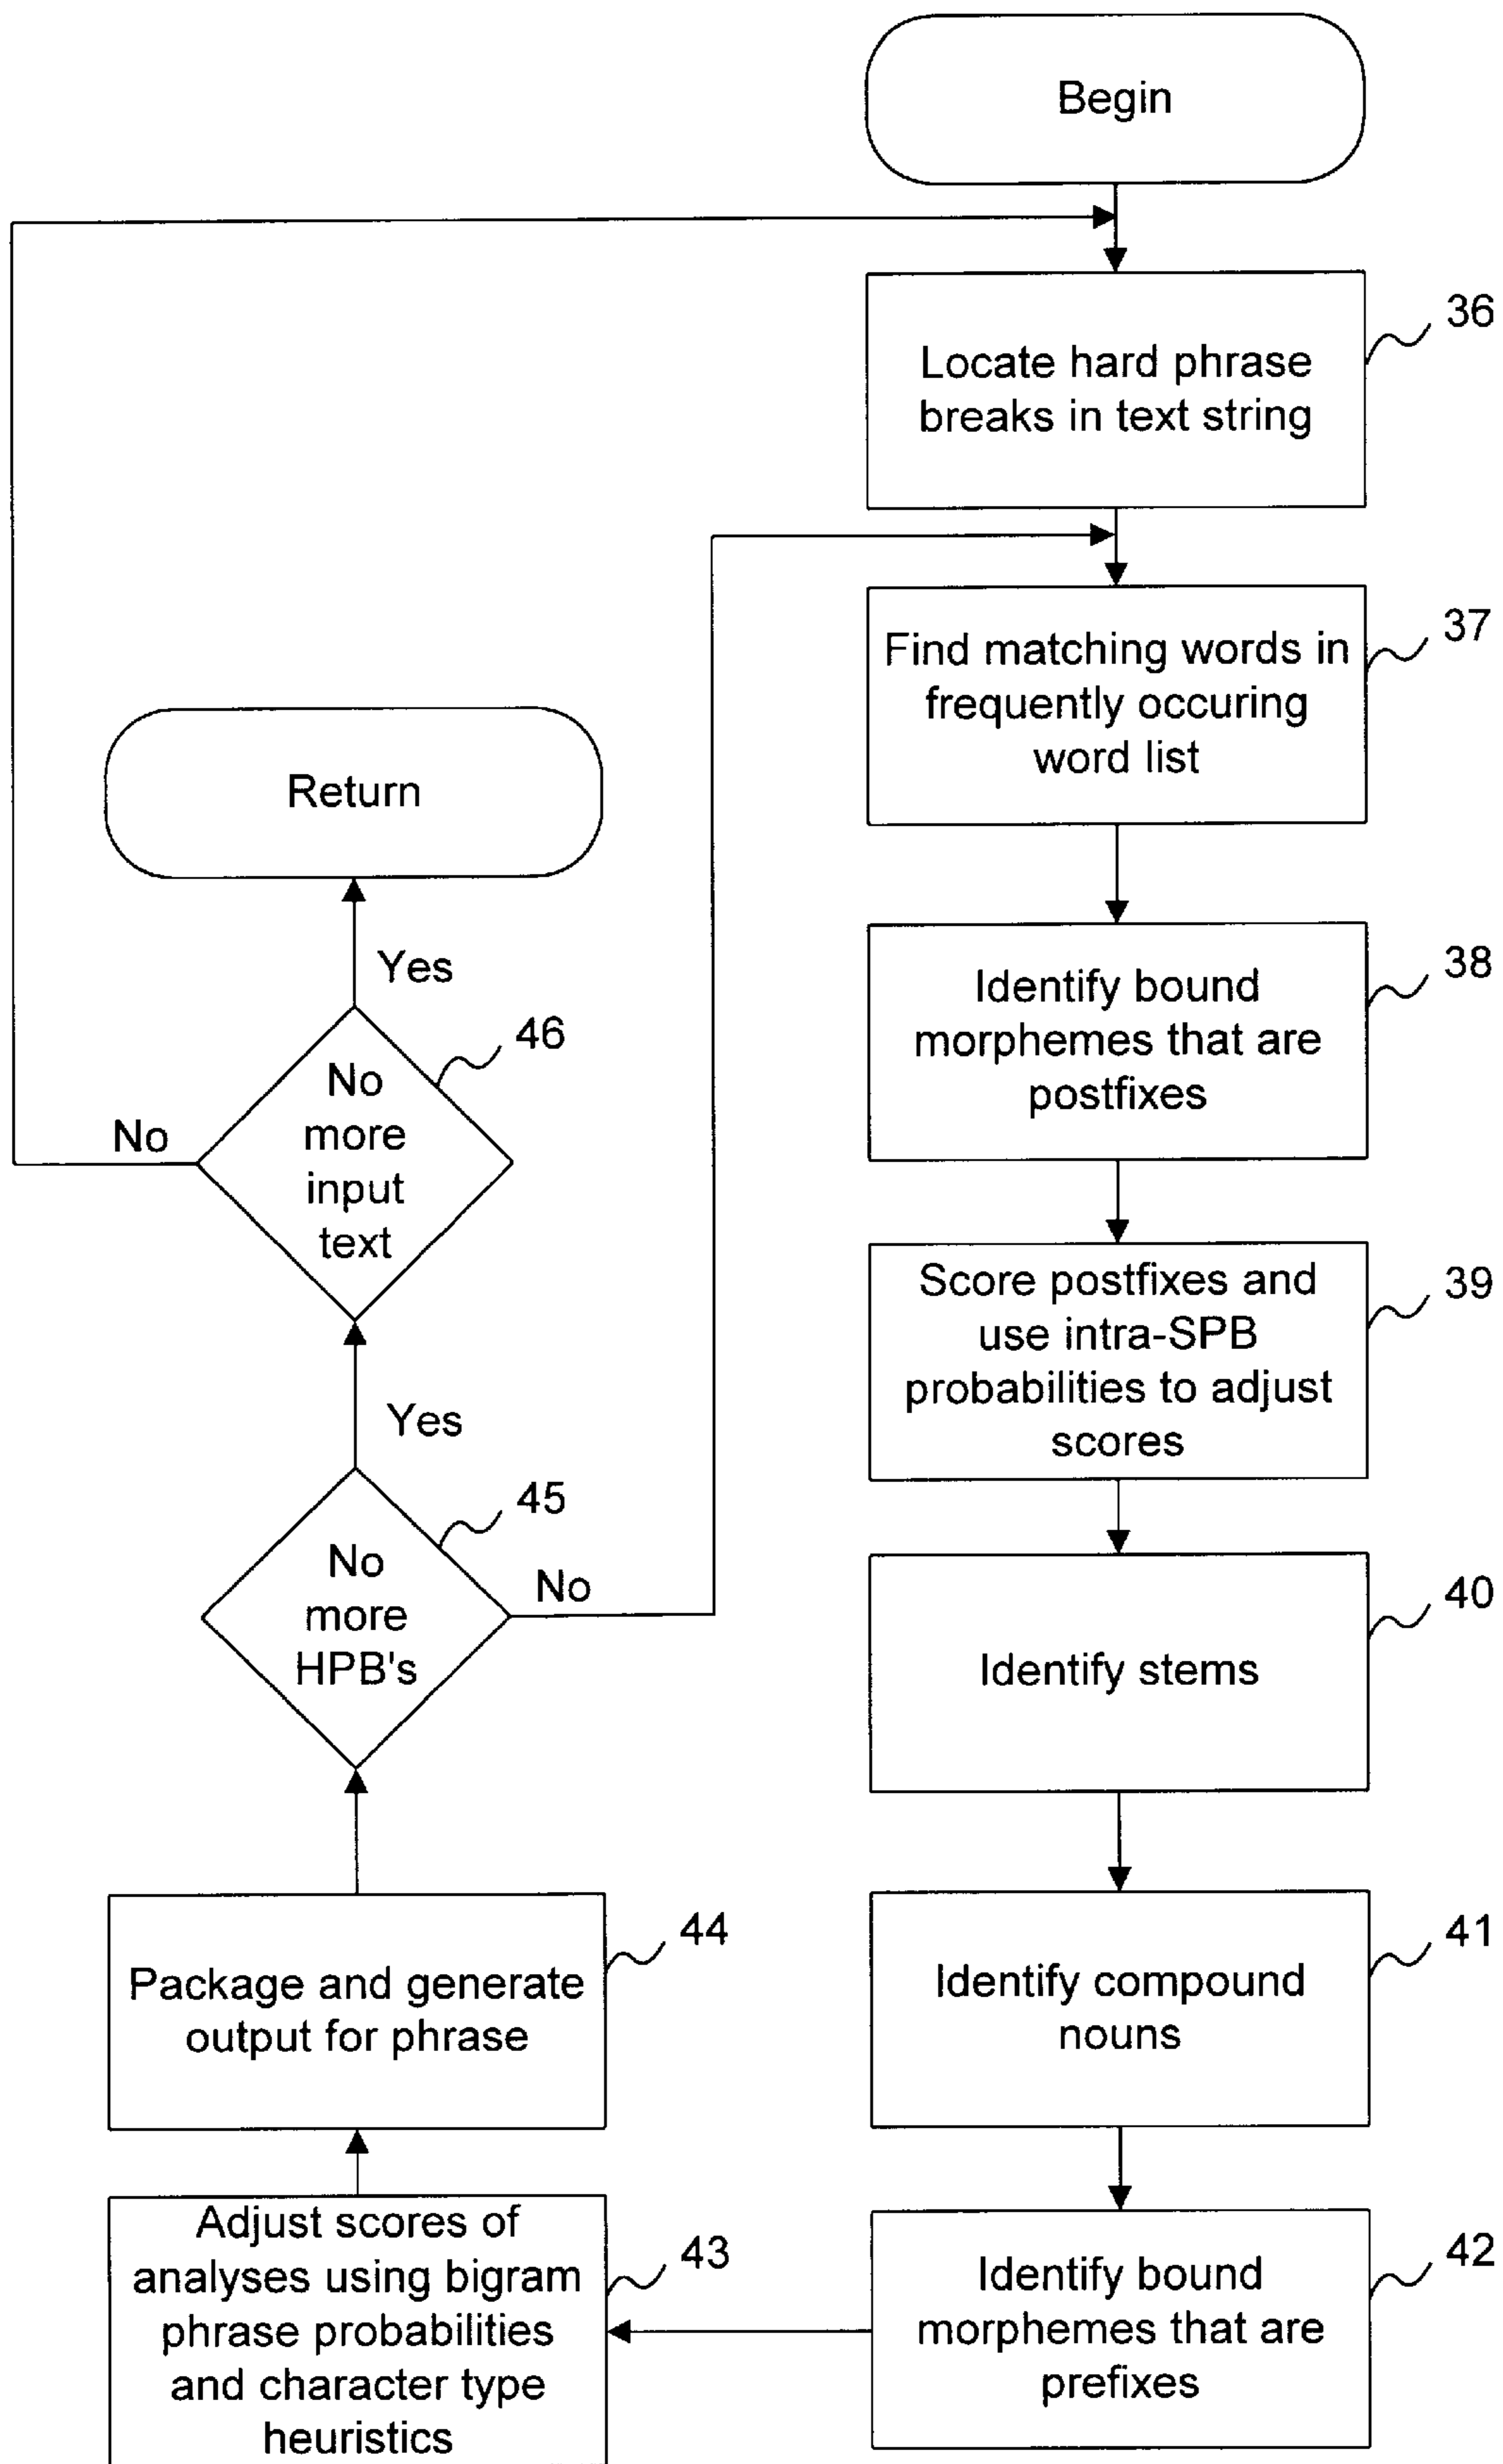 Begin
36
Locate hard phrase
breaks in text string
37
Find matching words in
frequently occuring
word list
38
Identify bound
morphemes that are
postfixes
39
Score postfixes and
use intra-SPB
probabilities to adjust
scores
40
Identify stems
41
Identify compound
nouns
42
Identify bound
morphemes that are
prefixes
43
Adjust scores of
analyses using bigram
phrase probabilities
and character type
heuristics
44
Package and generate
output for phrase
45
No
more
HPB's
No
Yes
46
No
more
input
text
No
Yes
Return